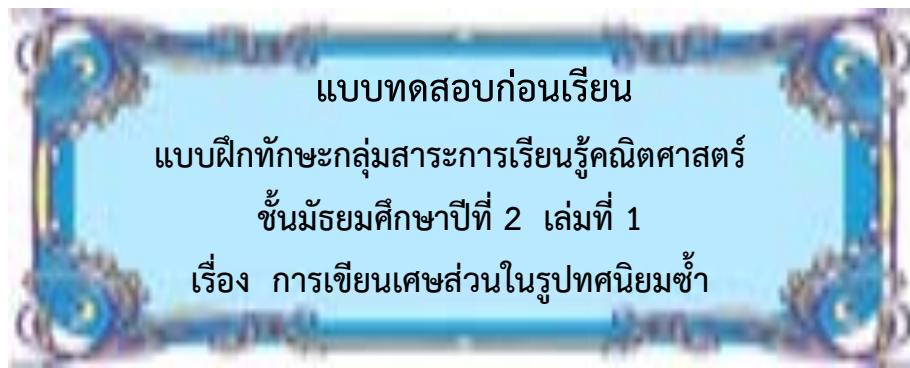 แบบทดสอบก่อนเรียน
แบบฝึกทักษะกลุ่มสาระการเรียนรู้คณิตศาสตร์
ชั้นมัธยมศึกษาปีที่ 2 เล่มที่ 1
เรื่อง การเขียนเศษส่วนในรูปทศนิยมซ้ำ